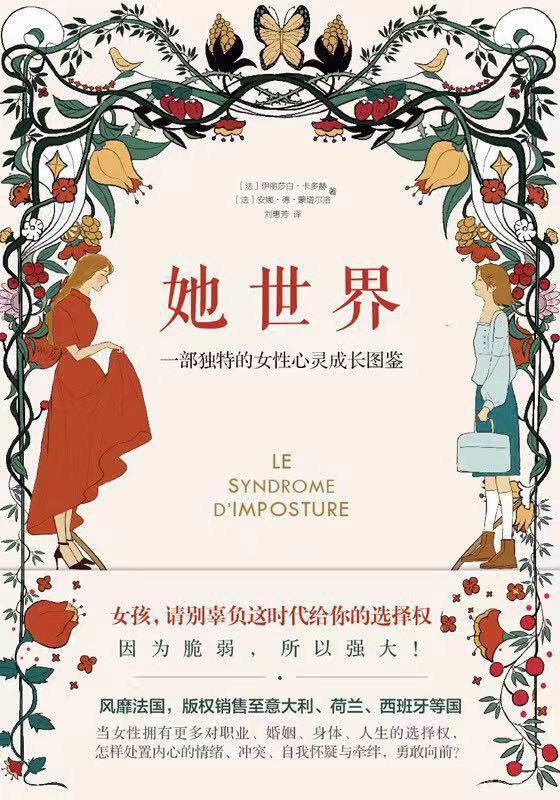 [法]伊丽莎白·卡多赫
[法]安娜·德·蒙塔尔洛
著
刘惠芳 译
她世界
一部独特的女性心灵成长图鉴
LE
SYNDROME
D'IMPOSTURE
女孩,请别辜负这时代给你的选择权
因为脆弱,所以强大!
风靡法国,版权销售至意大利、荷兰、西班牙等国
当女性拥有更多对职业、婚姻、身体、人生的选择权,
怎样处置内心的情绪、冲突、自我怀疑与牵绊,勇敢向前?